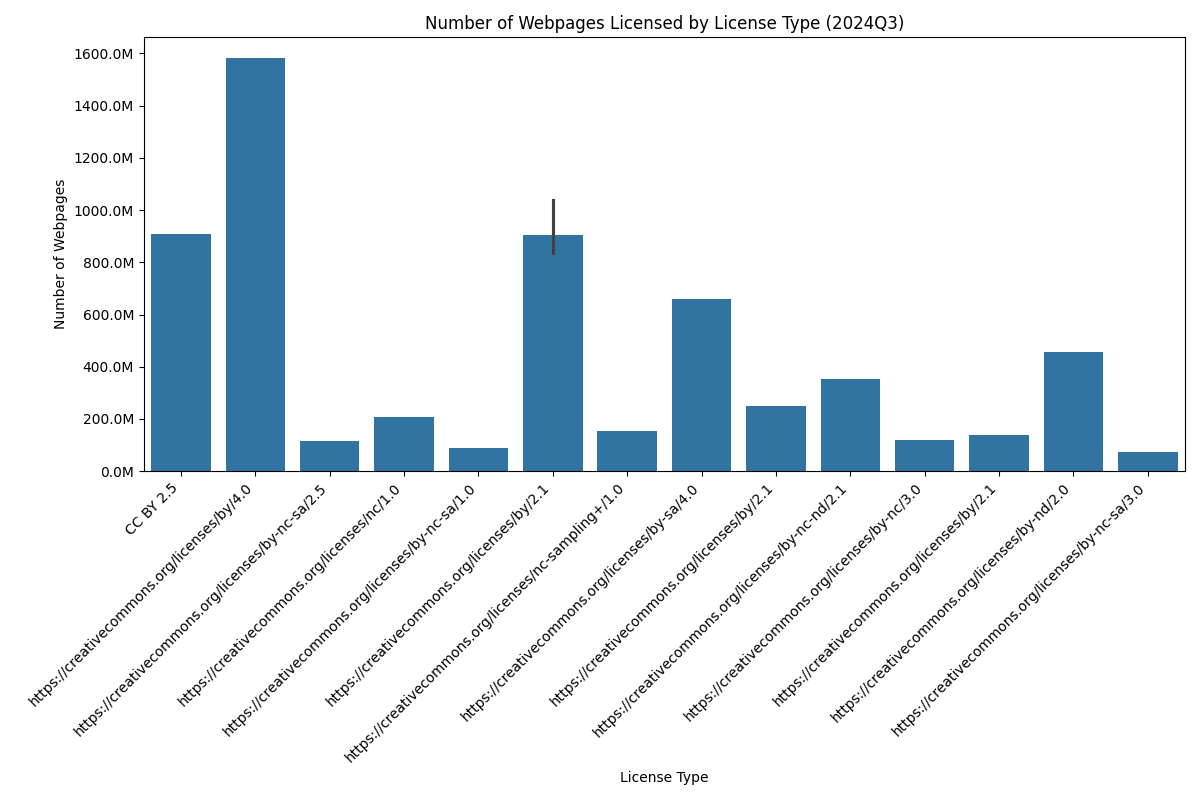 Number of Webpages Licensed by License Type (2024Q3)
1600.0M
1400.0M
1200.0M
1000.0M
800.0M
600.0M
400.0M
200.0M
0.0M
Number of Webpages
CC BY 2.5
https://creativecommons.org/licenses/by/4.0
https://creativecommons.org/licenses/by-nc-sa/2.5
https://creativecommons.org/licenses/nc/1.0
https://creativecommons.org/licenses/by-nc-sa/1.0
https://creativecommons.org/licenses/by/2.1
https://creativecommons.org/licenses/nc-sampling+/1.0
https://creativecommons.org/licenses/by-sa/4.0
https://creativecommons.org/licenses/by/2.1
https://creativecommons.org/licenses/by-nc-nd/2.1
https://creativecommons.org/licenses/by-nc/3.0
https://creativecommons.org/licenses/by/2.1
https://creativecommons.org/licenses/by-nd/2.0
https://creativecommons.org/licenses/by-nc-sa/3.0
License Type